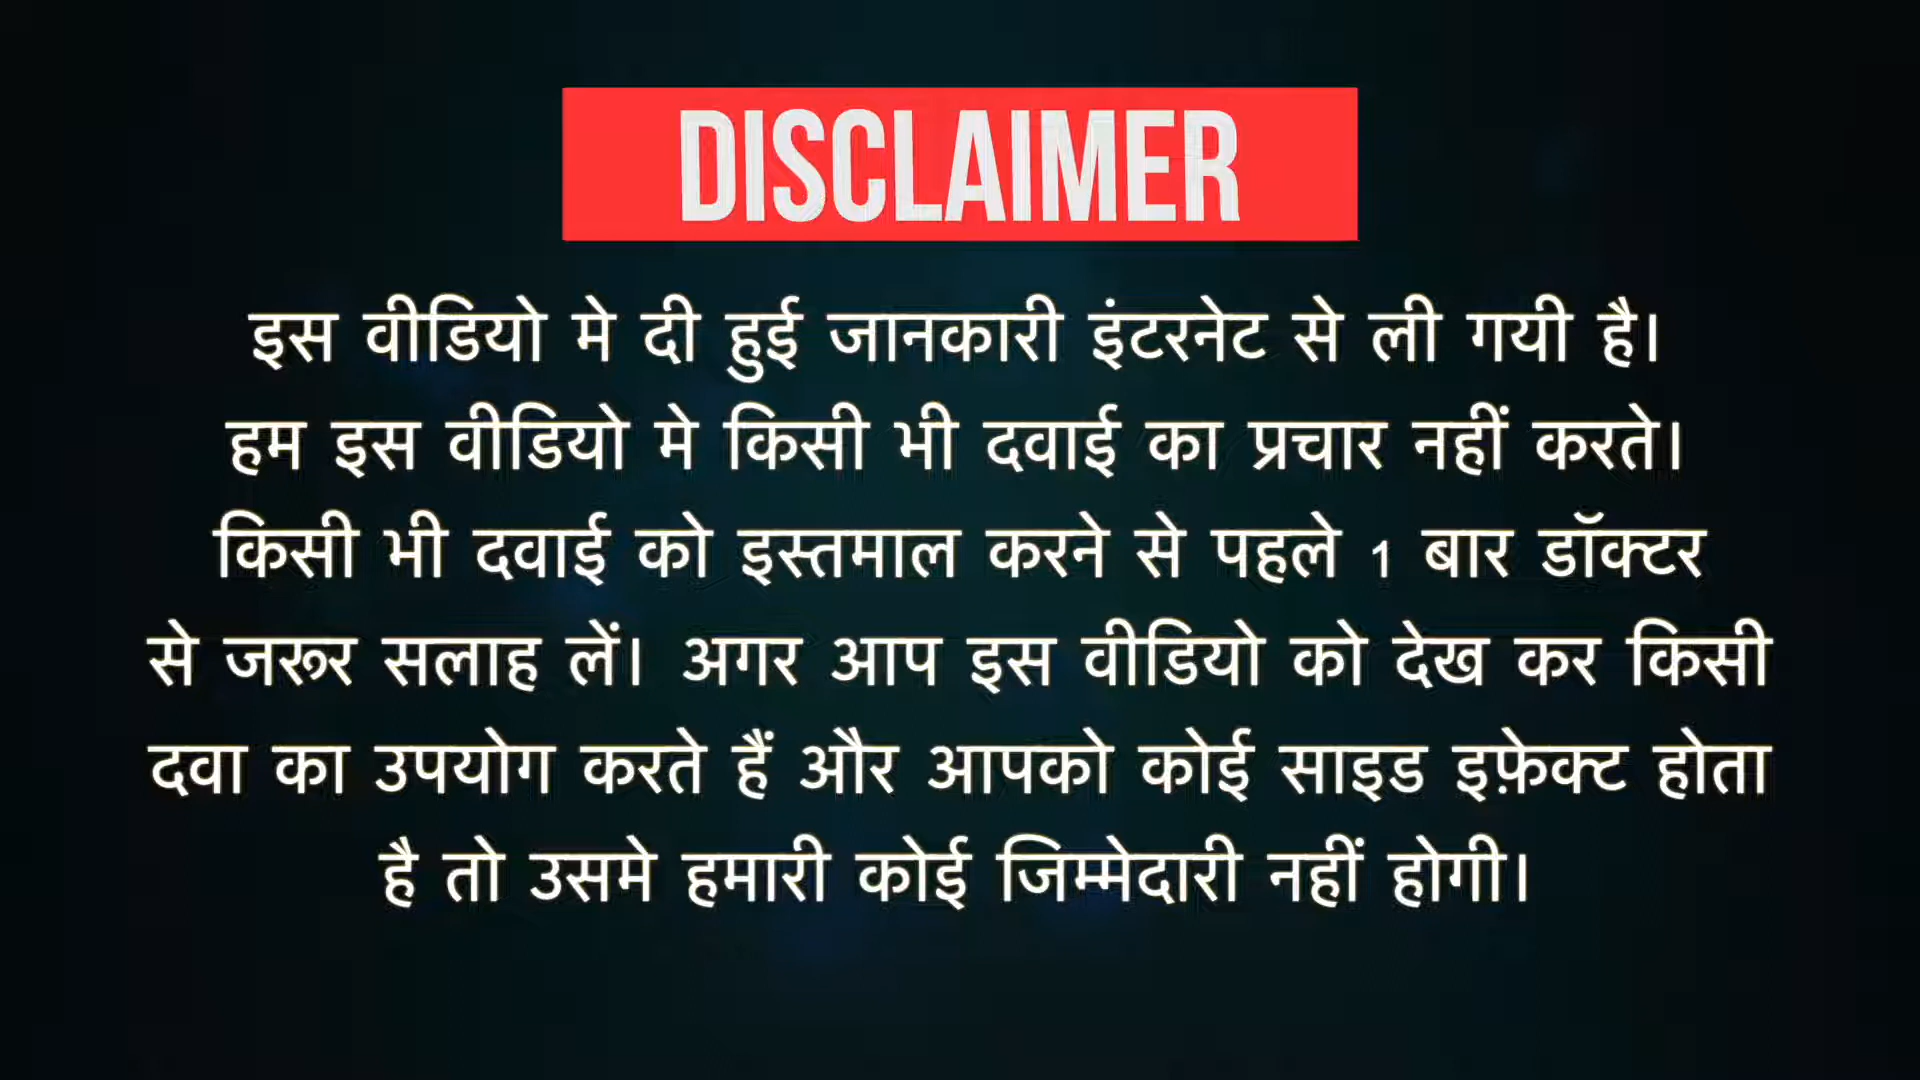 DISCLAIMER
इस वीडियो मे दी हुई जानकारी इंटरनेट से ली गयी है।
हम इस वीडियो मे किसी भी दवाई का प्रचार नहीं करते।
किसी भी दवाई को इस्तमाल करने से पहले 1 बार डॉक्टर
से जरूर सलाह लें। अगर आप इस वीडियो को देख कर किसी
दवा का उपयोग करते हैं और आपको कोई साइड इफ़ेक्ट होता
है तो उसमे हमारी कोई जिम्मेदारी नहीं होगी।